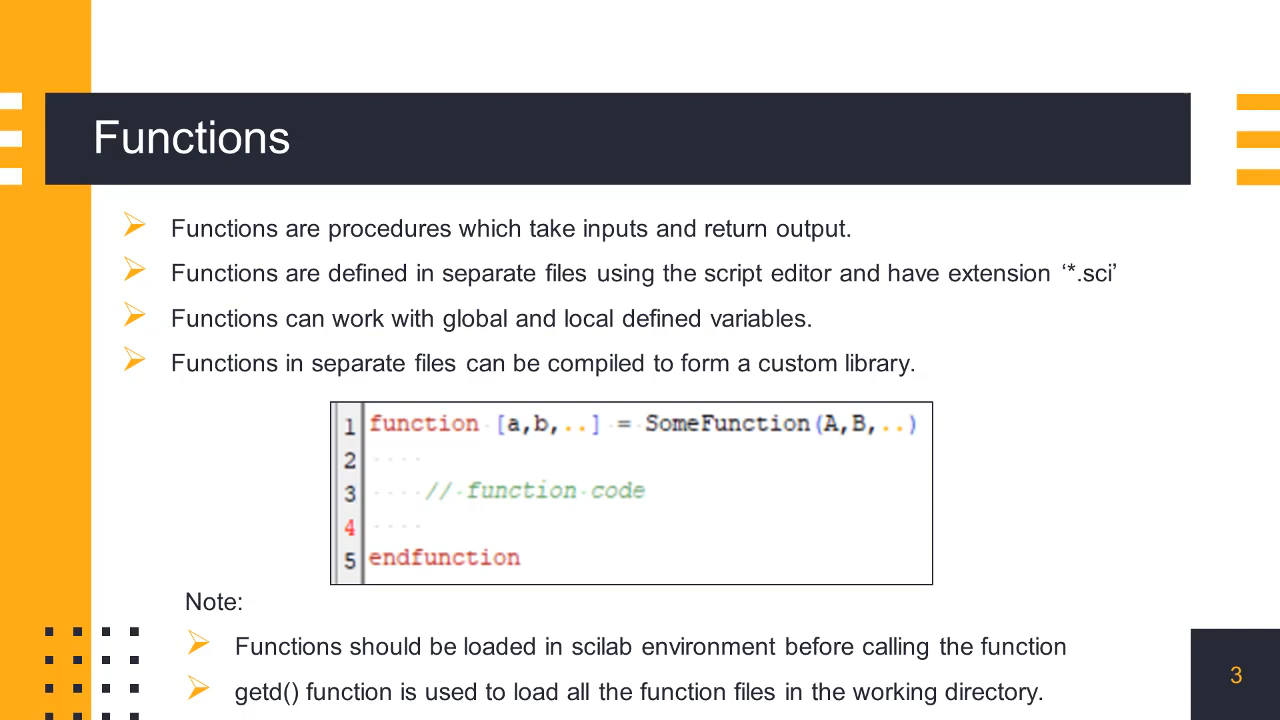 Functions
Functions are procedures which take inputs and return output.
Functions are defined in separate files using the script editor and have extension ‘*.sci’
Functions can work with global and local defined variables.
Functions in separate files can be compiled to form a custom library.
1 function [a,b,..] = SomeFunction(A,B,..)
2
3 // function code
4
5 endfunction
Note:
Functions should be loaded in scilab environment before calling the function
getd() function is used to load all the function files in the working directory.
3